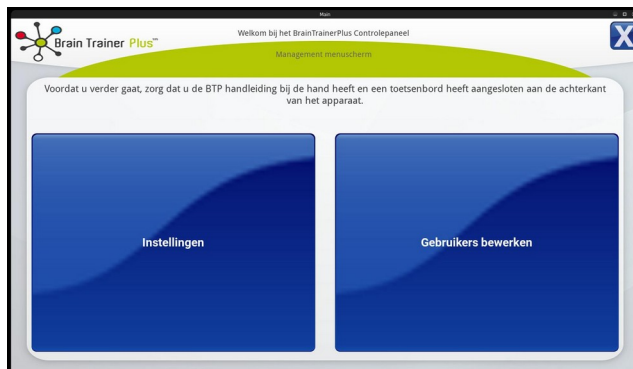 Main
Brain Trainer Plus™
Welkom bij het BrainTrainerPlus Controlepaneel
X
Management menuscherm
Voordat u verder gaat, zorg dat u de BTP handleiding bij de hand heeft en een toetsenbord heeft aangesloten aan de achterkant
van het apparaat.
Instellingen
Gebruikers bewerken